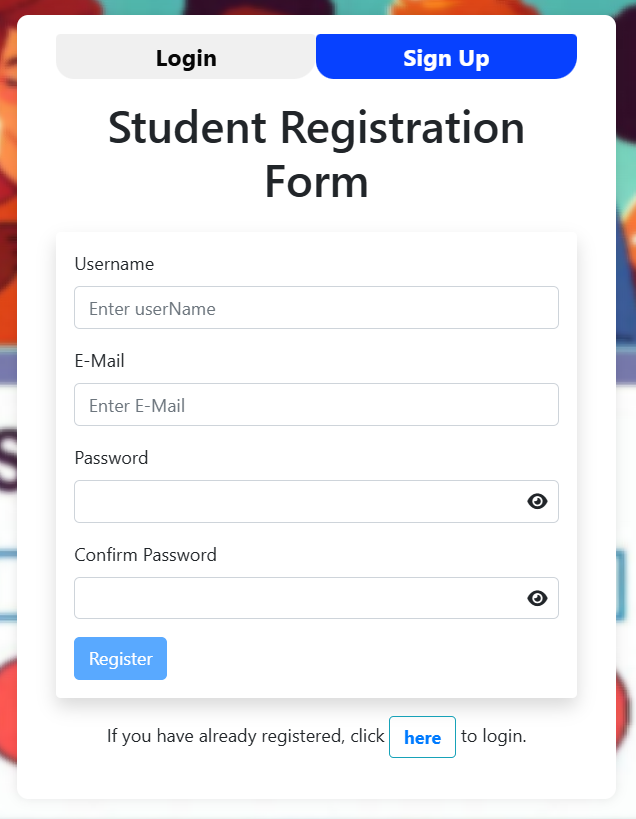 Login
Sign Up
Student Registration
Form
Username
Enter userName
E-Mail
Enter E-Mail
Password
Confirm Password
Register
If you have already registered, click here to login.